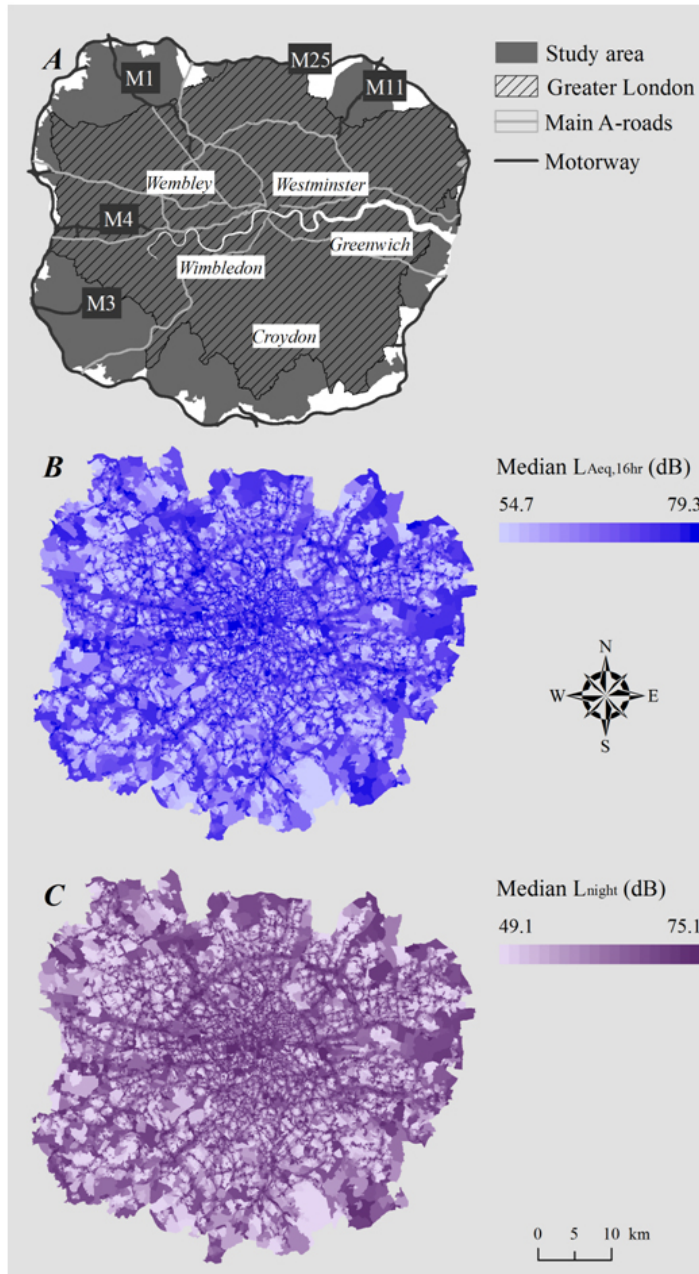 A
M1
M25
M11
Study area
Greater London
Main A-roads
Motorway
Wembley
Westminster
M4
Greenwich
Wimbledon
M3
Croydon
B
Median LAeq,16hr (dB)
54.7 79.3
N
W E
S
C
Median Lnight (dB)
49.1 75.1
0 5 10 km